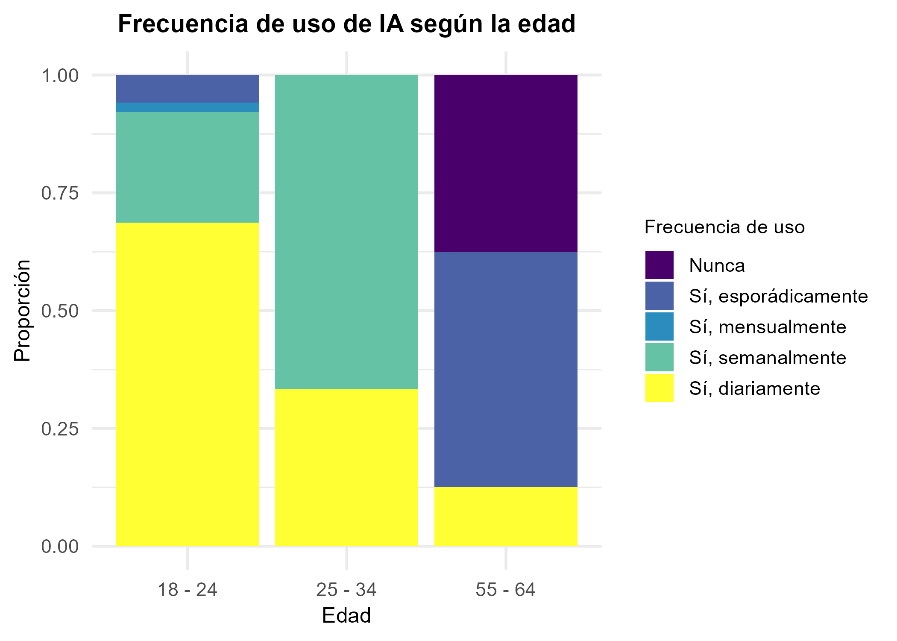 Frecuencia de uso de IA según la edad
1.00
0.75
0.50
0.25
0.00
Proporción
18 - 24
25 - 34
55 - 64
Edad
Frecuencia de uso
Nunca
Sí, esporádicamente
Sí, mensualmente
Sí, semanalmente
Sí, diariamente